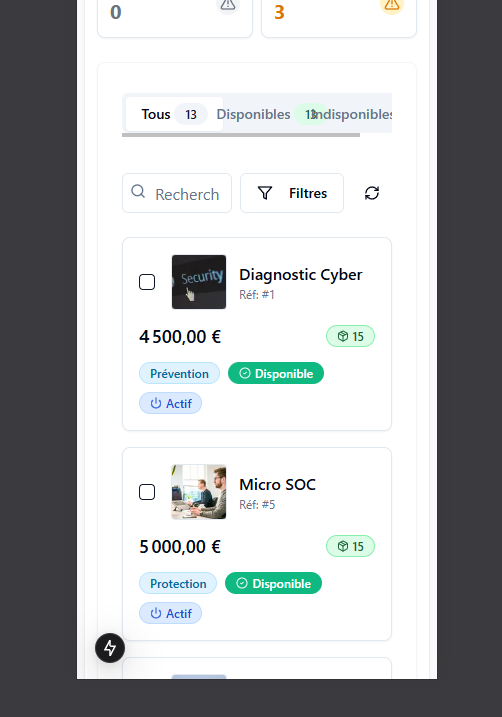 0
3
Tous 13 Disponibles 13 Indisponibles
Recherch Filtres
Security
Diagnostic Cyber
Réf: #1
4 500,00 €
15
Prévention Disponible
Actif
Micro SOC
Réf: #5
5 000,00 €
15
Protection Disponible
Actif